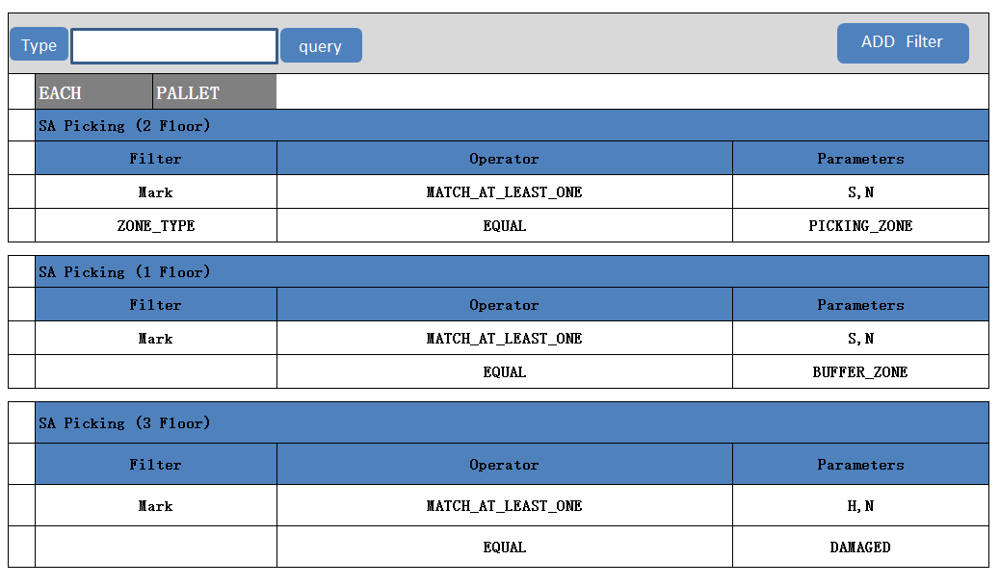 Type query ADD Filter
EACH PALLET
SA Picking (2 Floor)
Filter Operator Parameters
Mark MATCH_AT_LEAST_ONE S,N
ZONE_TYPE EQUAL PICKING_ZONE
SA Picking (1 Floor)
Filter Operator Parameters
Mark MATCH_AT_LEAST_ONE S,N
EQUAL BUFFER_ZONE
SA Picking (3 Floor)
Filter Operator Parameters
Mark MATCH_AT_LEAST_ONE H,N
EQUAL DAMAGED